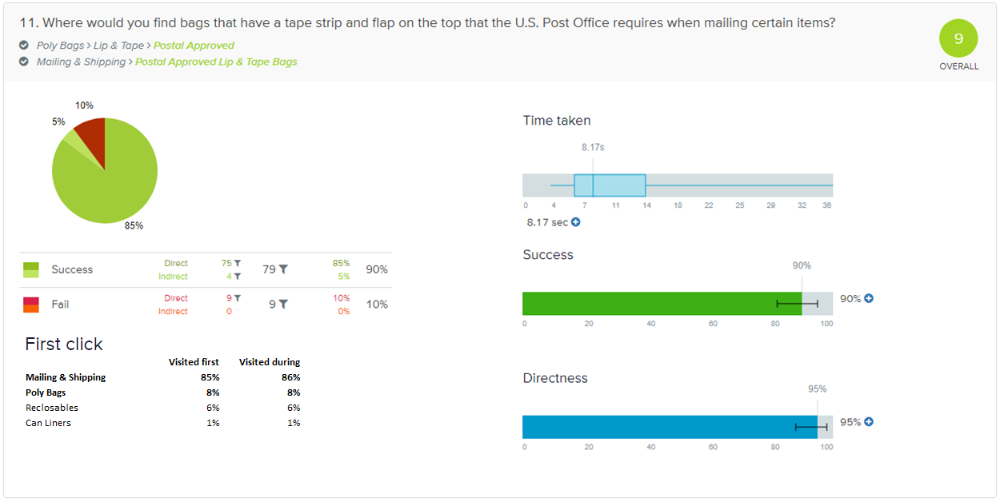 11. Where would you find bags that have a tape strip and flap on the top that the U.S. Post Office requires when mailing certain items?
Poly Bags > Lip & Tape > Postal Approved
Mailing & Shipping > Postal Approved Lip & Tape Bags
9
OVERALL
10%
5%
85%
Success Direct 75 79 85% 90%
Indirect 4 5%
Fail Direct 9 9 10% 10%
Indirect 0 0%
First click
Visited first Visited during
Mailing & Shipping 85% 86%
Poly Bags 8% 8%
Reclosables 6% 6%
Can Liners 1% 1%
Time taken
8.17s
0 4 7 11 14 18 22 25 29 32 36
8.17 sec
Success
90%
90%
0 20 40 60 80 100
Directness
95%
95%
0 20 40 60 80 100